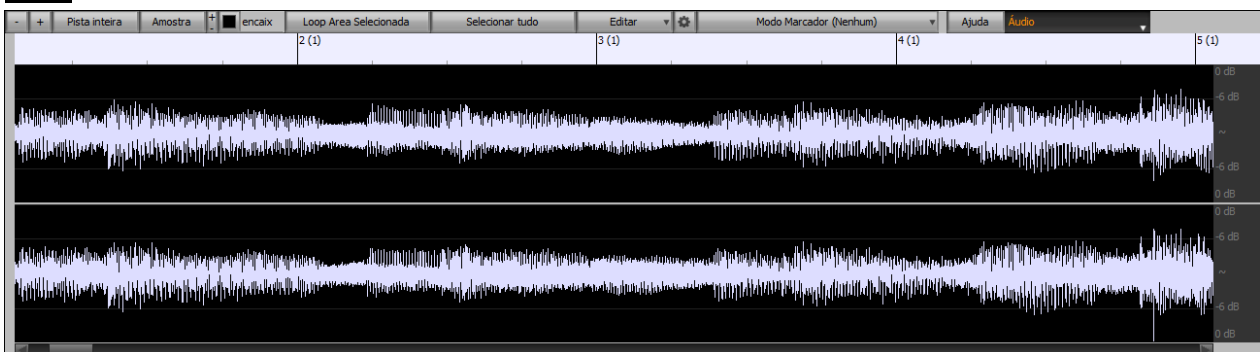 - + Pista inteira Amostra + - encaix Loop Area Selecionada Selecionar tudo Editar Modo Marcador (Nenhum) Ajuda Áudio
2 (1) 3 (1) 4 (1) 5 (1)
0 dB
-6 dB
~
-6 dB
0 dB
0 dB
-6 dB
~
-6 dB
0 dB